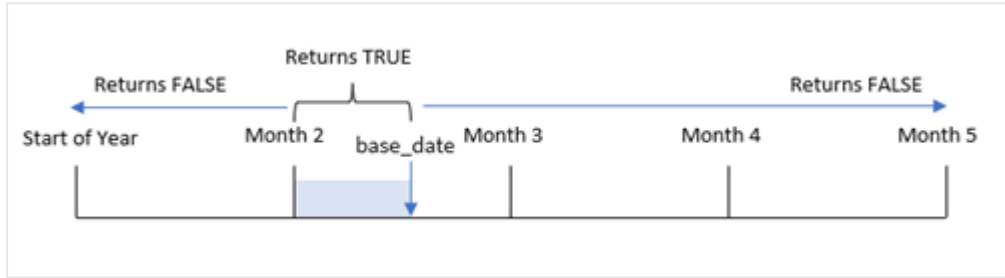 Returns TRUE
Returns FALSE
Returns FALSE
Start of Year
Month 2
base_date
Month 3
Month 4
Month 5